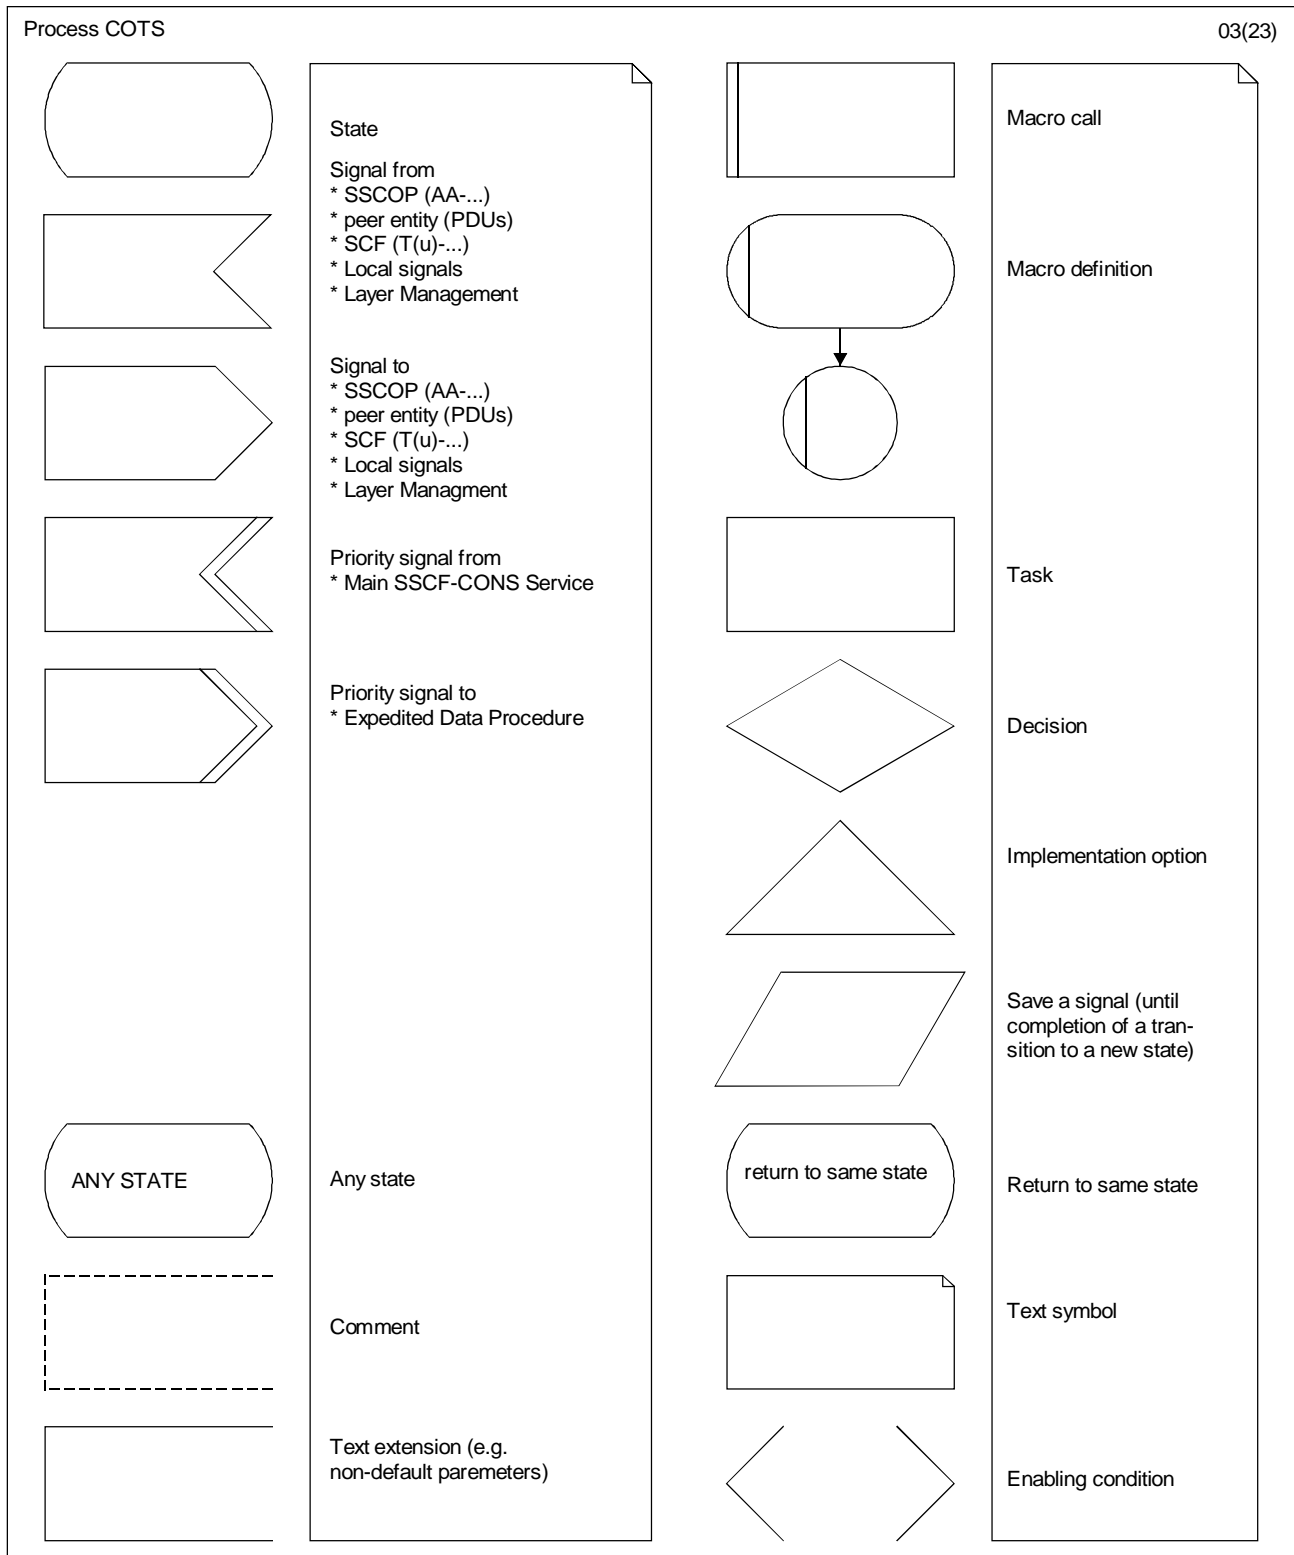 Process COTS
03(23)
State
Signal from
* SSCOP (AA-...)
* peer entity (PDUs)
* SCF (T(u)-...)
* Local signals
* Layer Management
Signal to
* SSCOP (AA-...)
* peer entity (PDUs)
* SCF (T(u)-...)
* Local signals
* Layer Managment
Priority signal from
* Main SSCF-CONS Service
Priority signal to
* Expedited Data Procedure
ANY STATE
Any state
Comment
Text extension (e.g.
non-default paremeters)
Macro call
Macro definition
Task
Decision
Implementation option
Save a signal (until
completion of a tran-
sition to a new state)
return to same state
Return to same state
Text symbol
Enabling condition